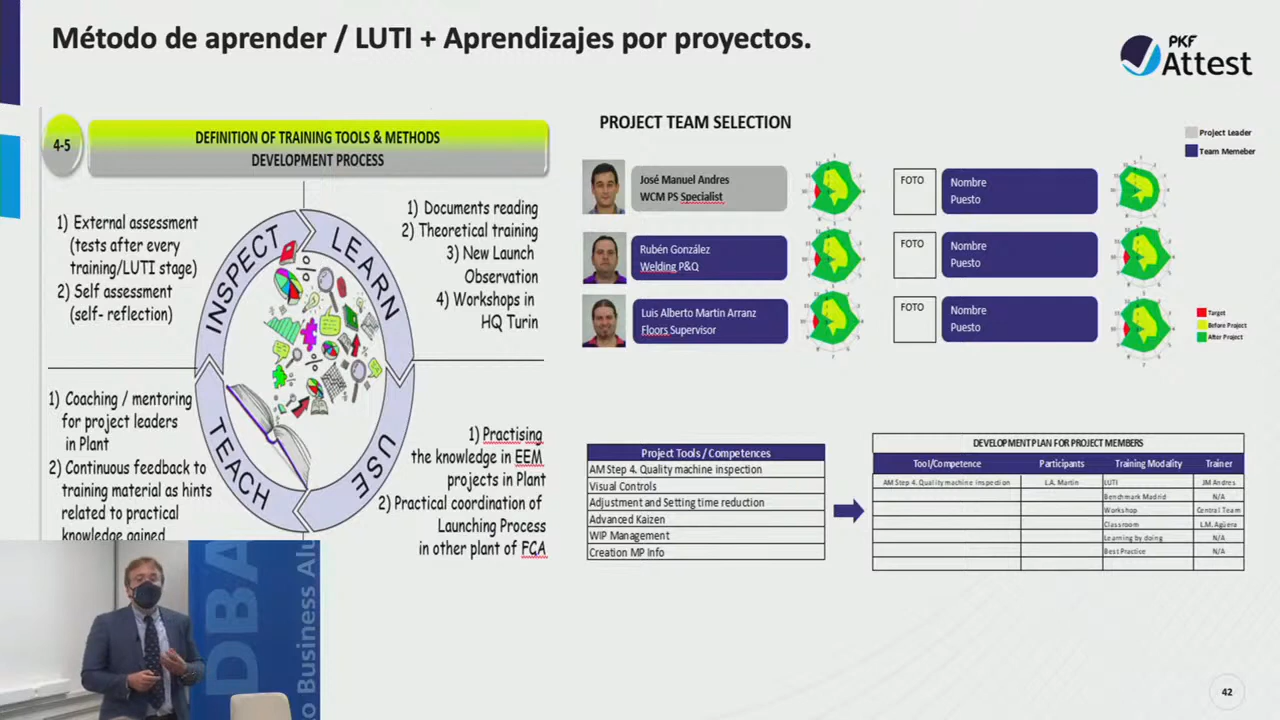 Método de aprender / LUTI + Aprendizajes por proyectos.
PKF
Attest
4-5
DEFINITION OF TRAINING TOOLS & METHODS
DEVELOPMENT PROCESS
1) External assessment
(tests after every
training/LUTI stage)
2) Self assessment
(self- reflection)
INSPECT
LEARN
1) Documents reading
2) Theoretical training
3) New Launch
Observation
4) Workshops in
HQ Turin
1) Coaching / mentoring
for project leaders
in Plant
2) Continuous feedback to
training material as hints
related to practical
knowledge gained
TEACH
USE
1) Practising
the knowledge in EEM
projects in Plant
2) Practical coordination of
Launching Process
in other plant of FCA
PROJECT TEAM SELECTION
Project Leader
Team Memeber
José Manuel Andres
WCM PS Specialist
Rubén González
Welding P&Q
Luis Alberto Martin Arranz
Floors Supervisor
FOTO
Nombre
Puesto
FOTO
Nombre
Puesto
FOTO
Nombre
Puesto
Target
Before Project
After Project
Project Tools / Competences
AM Step 4. Quality machine inspection
Visual Controls
Adjustment and Setting time reduction
Advanced Kaizen
WIP Management
Creation MP Info
DEVELOPMENT PLAN FOR PROJECT MEMBERS
Tool/Competence Participants Training Modality Trainer
AM Step 4. Quality machine inspection L.A. Martin LUTI JM Andres
Benchmark Madrid N/A
Workshop Central Team
Classroom L.M. Agüera
Learning by doing N/A
Best Practice N/A
DBA
o Business Alu
42